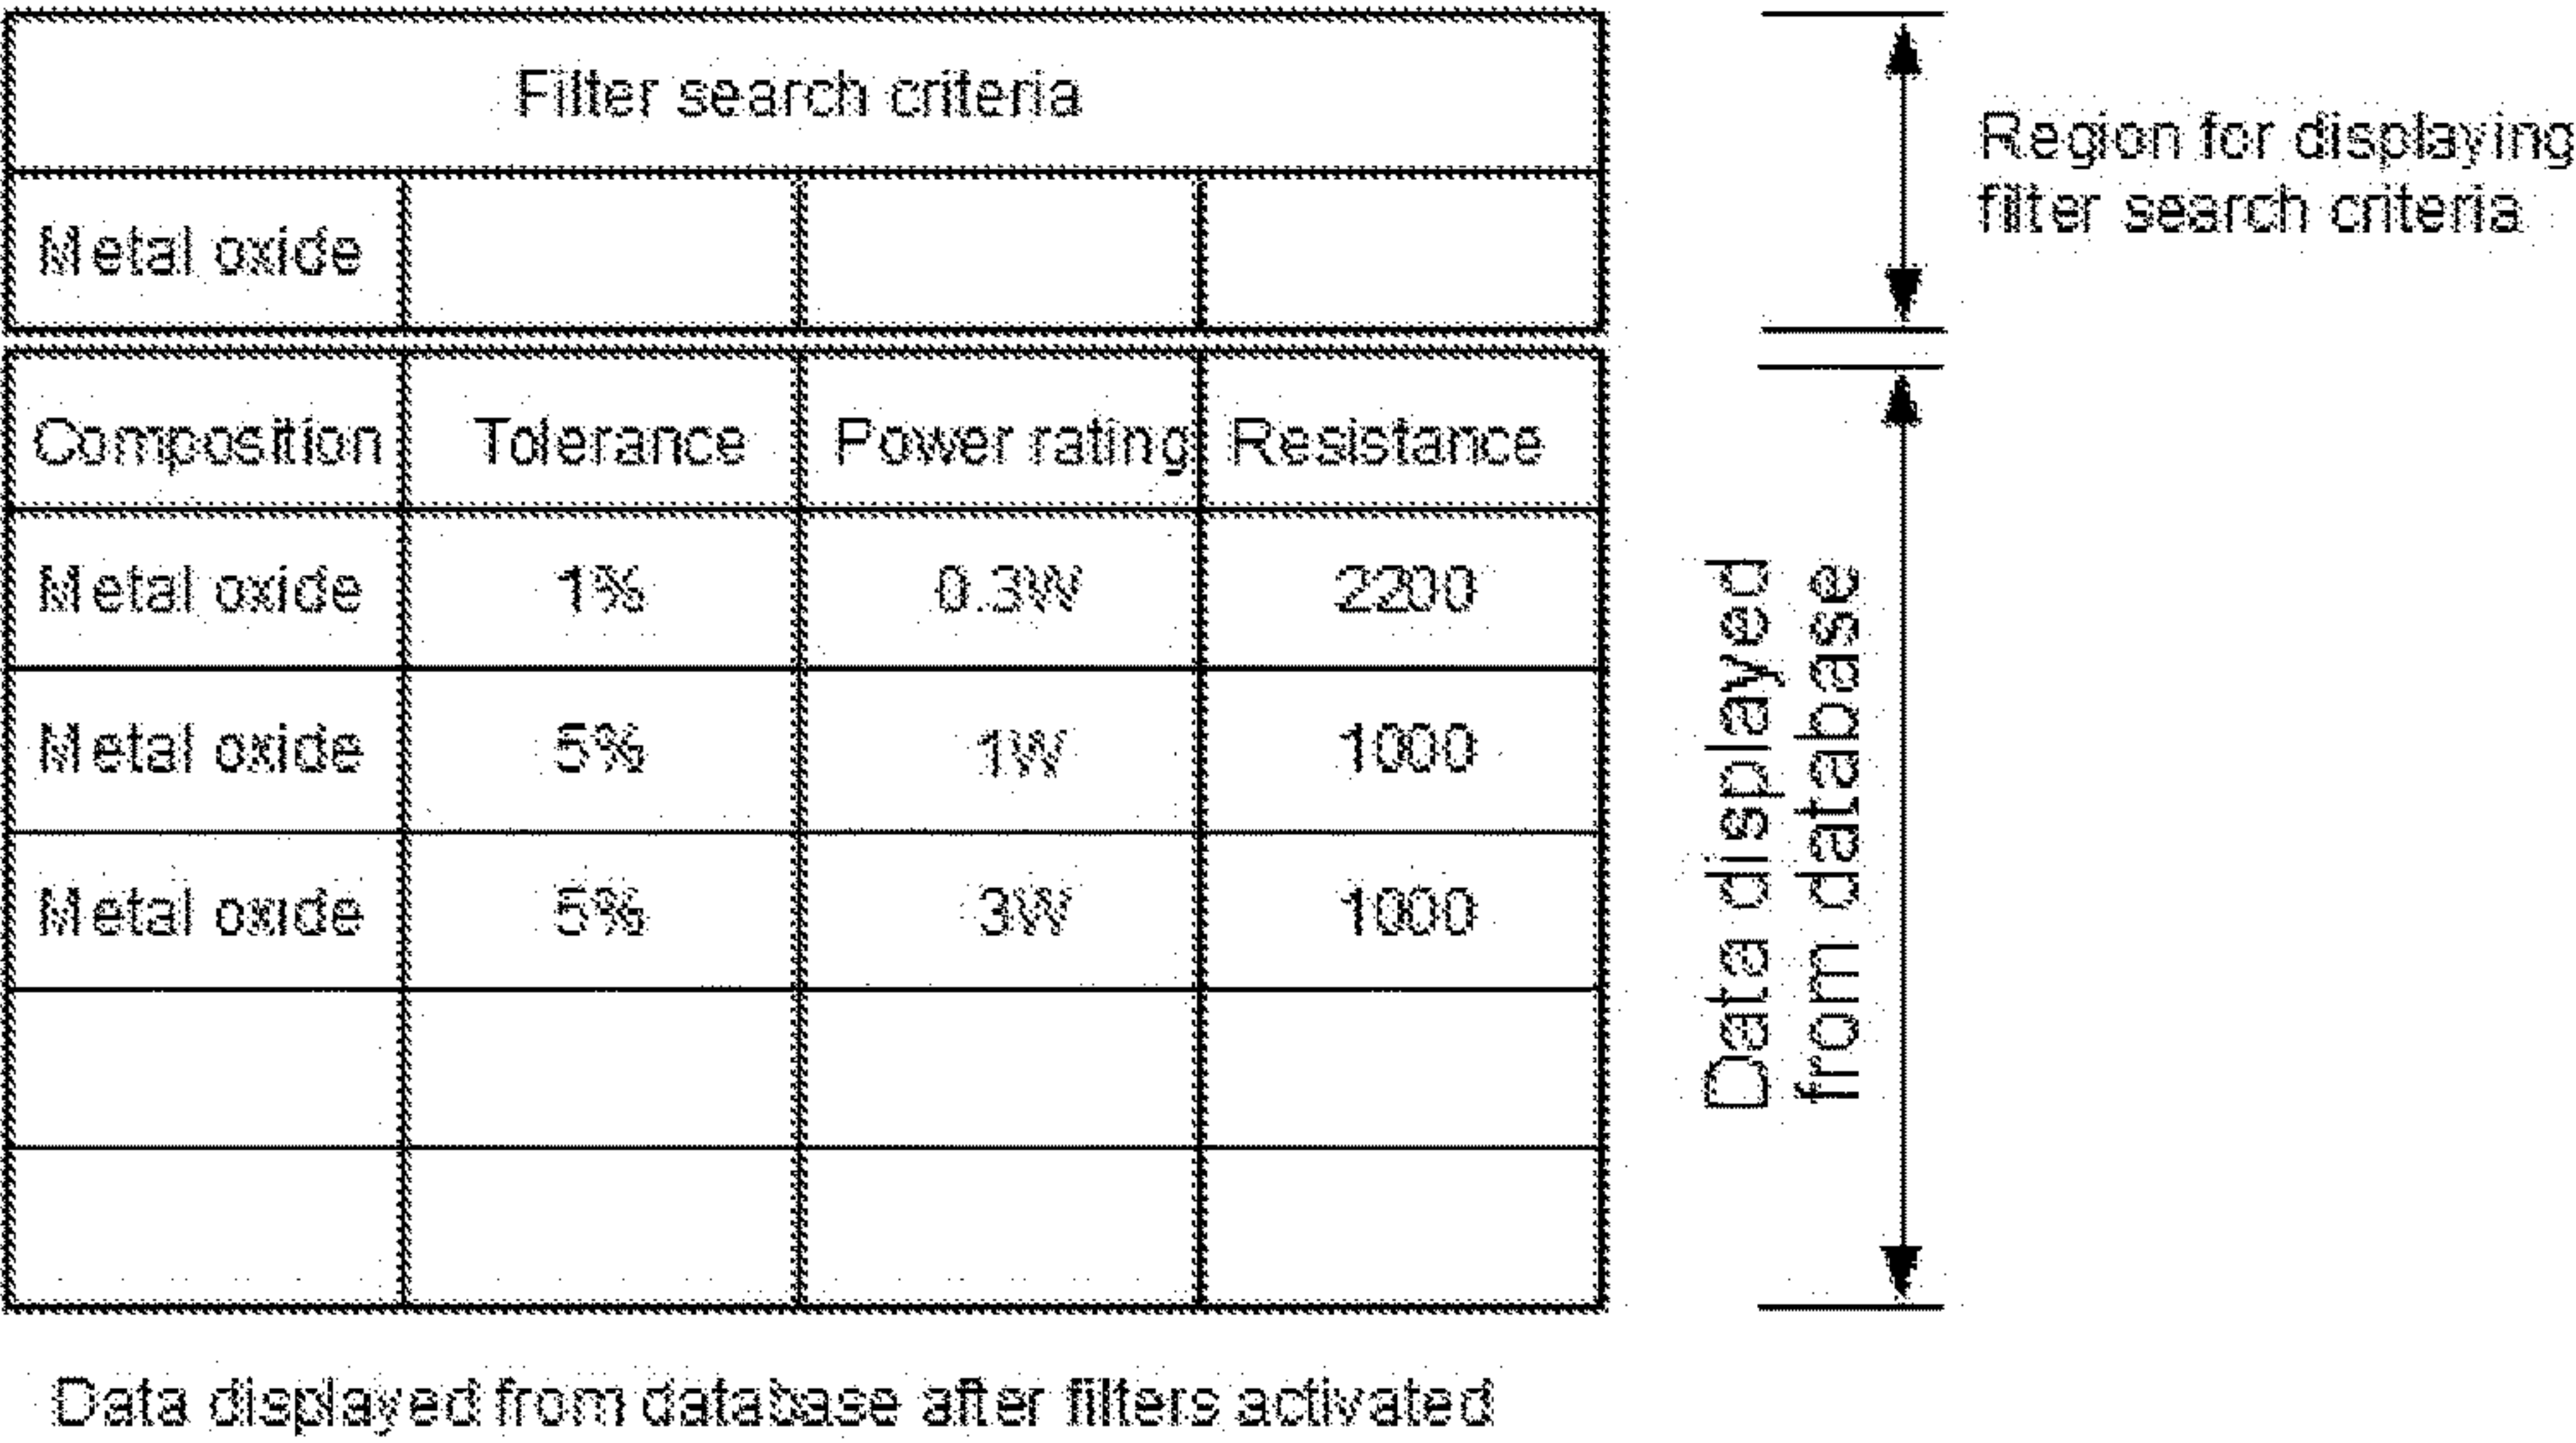 Filter search criteria
Metal oxide
Region for displaying
filter search criteria
Composition Tolerance Power rating Resistance
Metal oxide 1% 0.3W 2200
Metal oxide 5% 1W 1000
Metal oxide 5% 3W 1000
Data displayed
from database
Data displayed from database after filters activated